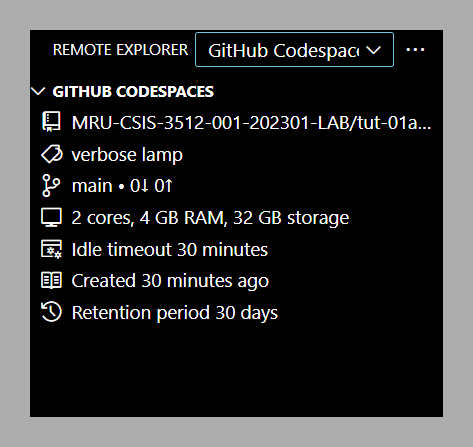 REMOTE EXPLORER GitHub Codespac ...
GITHUB CODESPACES
MRU-CSIS-3512-001-202301-LAB/tut-01a...
verbose lamp
main • 0↓ 0↑
2 cores, 4 GB RAM, 32 GB storage
Idle timeout 30 minutes
Created 30 minutes ago
Retention period 30 days